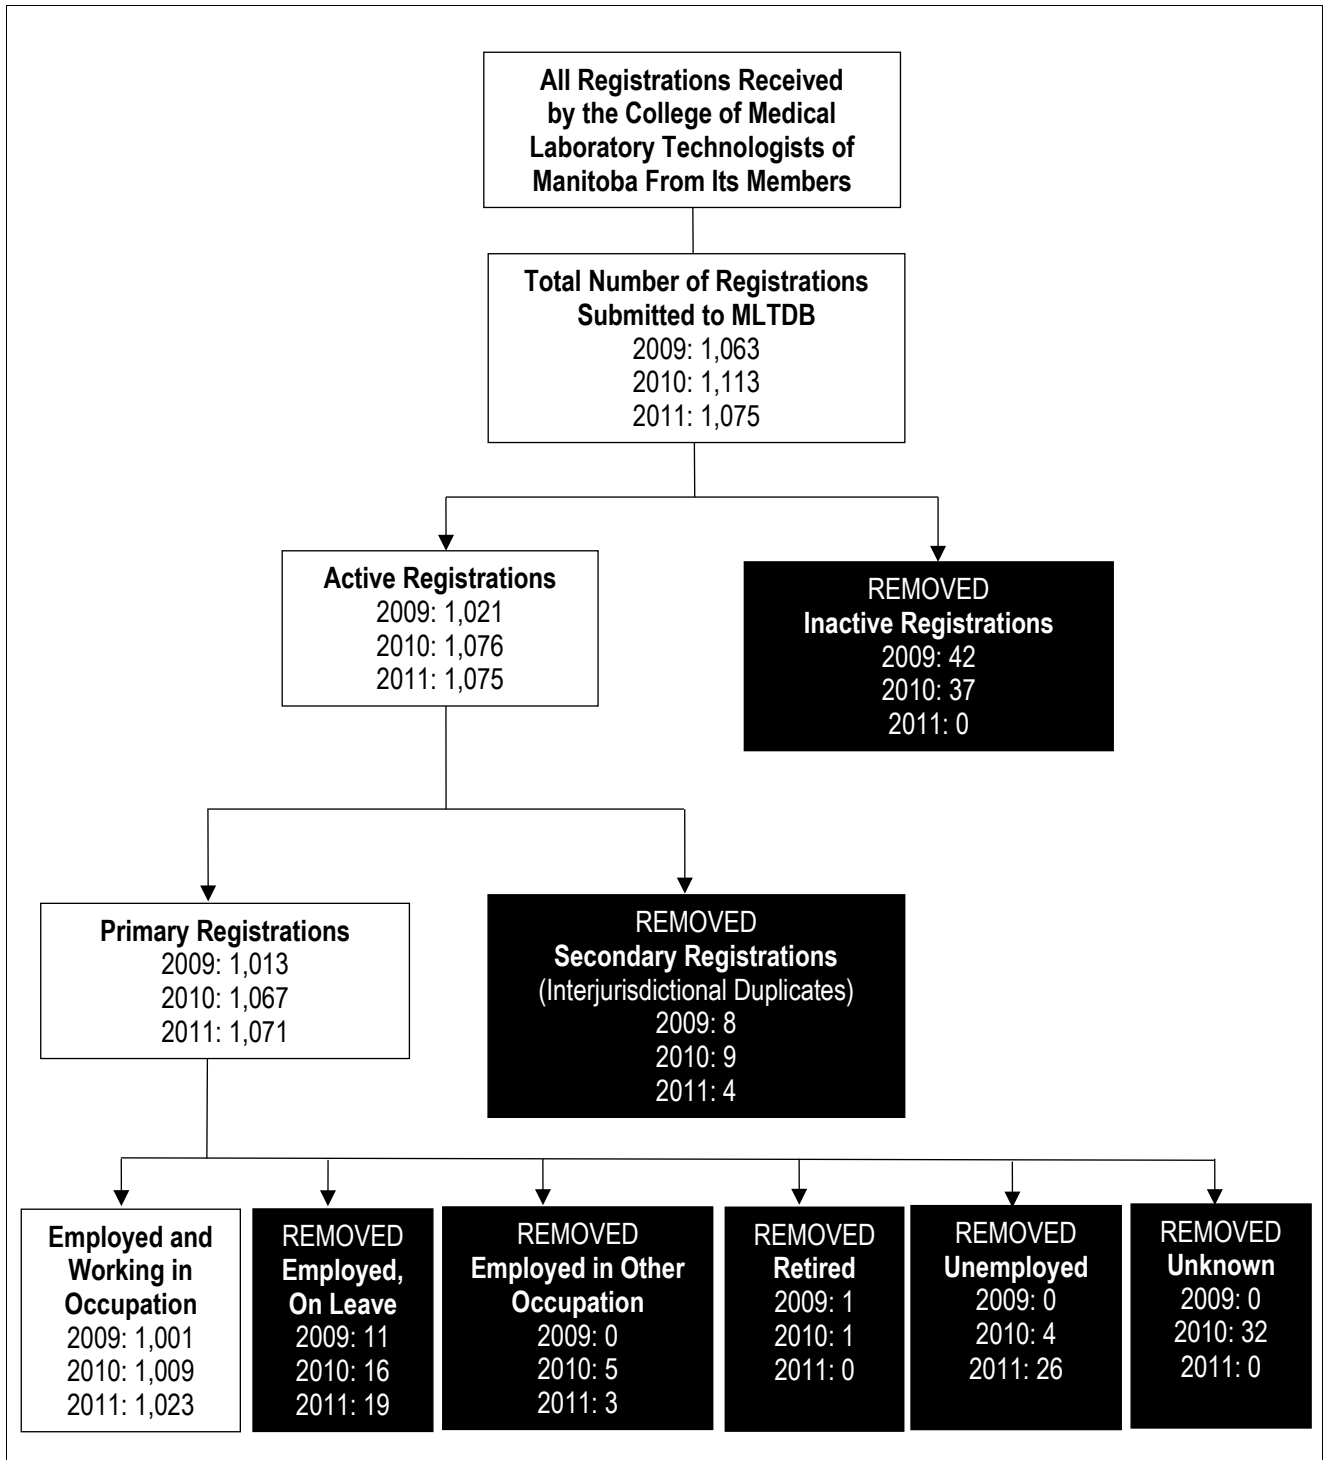 All Registrations Received
by the College of Medical
Laboratory Technologists of
Manitoba From Its Members
Total Number of Registrations
Submitted to MLTDB
2009: 1,063
2010: 1,113
2011: 1,075
Active Registrations
2009: 1,021
2010: 1,076
2011: 1,075
REMOVED
Inactive Registrations
2009: 42
2010: 37
2011: 0
Primary Registrations
2009: 1,013
2010: 1,067
2011: 1,071
REMOVED
Secondary Registrations
(Interjurisdictional Duplicates)
2009: 8
2010: 9
2011: 4
Employed and
Working in
Occupation
2009: 1,001
2010: 1,009
2011: 1,023
REMOVED
Employed,
On Leave
2009: 11
2010: 16
2011: 19
REMOVED
Employed in Other
Occupation
2009: 0
2010: 5
2011: 3
REMOVED
Retired
2009: 1
2010: 1
2011: 0
REMOVED
Unemployed
2009: 0
2010: 4
2011: 26
REMOVED
Unknown
2009: 0
2010: 32
2011: 0